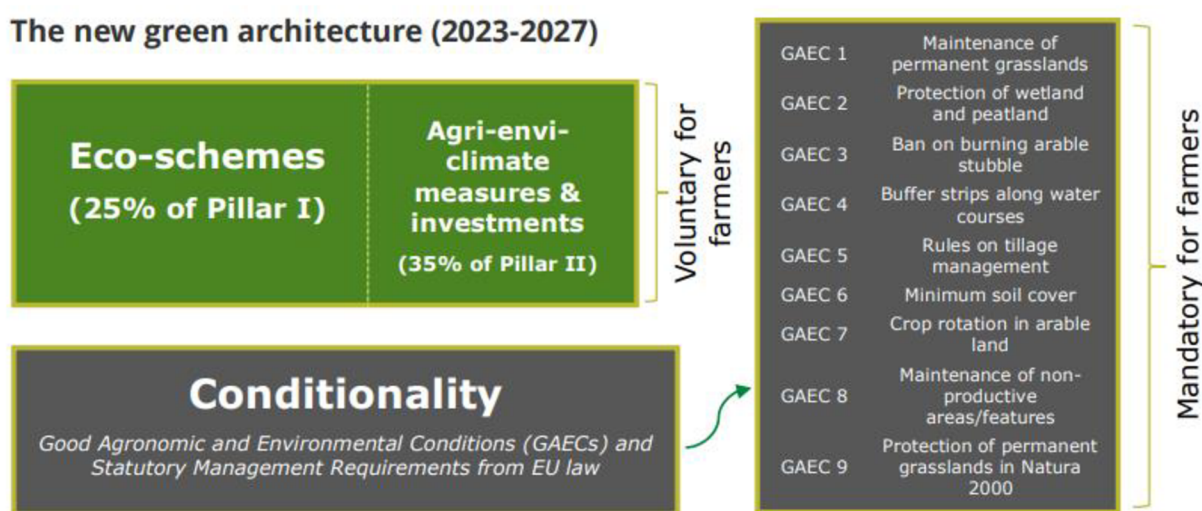 The new green architecture (2023-2027)
Eco-schemes
(25% of Pillar I)
Agri-envi-
climate
measures &
investments
(35% of Pillar II)
Voluntary for
farmers
Conditionality
Good Agronomic and Environmental Conditions (GAECs) and
Statutory Management Requirements from EU law
GAEC 1
Maintenance of
permanent grasslands
GAEC 2
Protection of wetland
and peatland
GAEC 3
Ban on burning arable
stubble
GAEC 4
Buffer strips along water
courses
GAEC 5
Rules on tillage
management
GAEC 6
Minimum soil cover
GAEC 7
Crop rotation in arable
land
GAEC 8
Maintenance of non-
productive
areas/features
GAEC 9
Protection of permanent
grasslands in Natura
2000
Mandatory for farmers